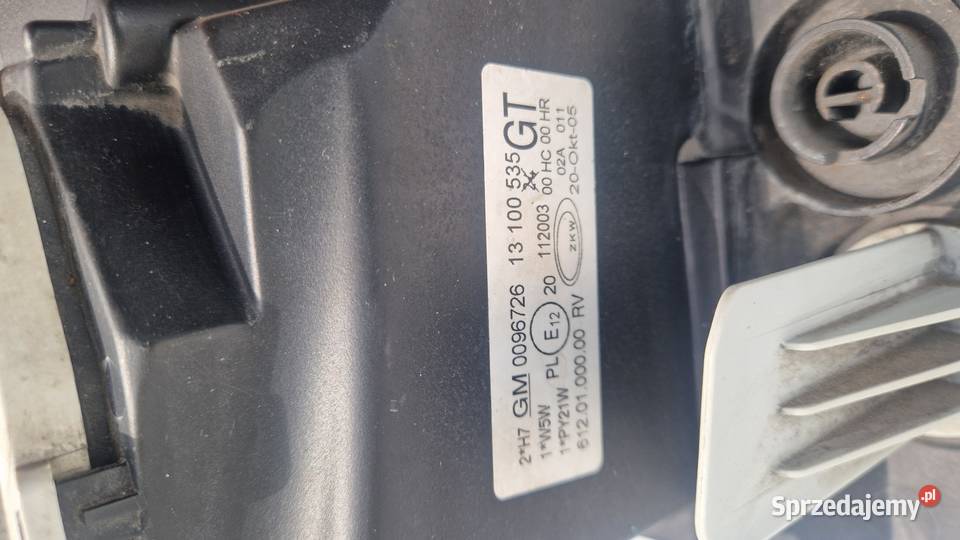 2*H7 GM 0096726 13 100 535 GT
1*W5W PL E12 20 112003 00 HC 00 HR
1*PY21W 02A 011
612.01.000.00 RV ZKW 20-Okt-05
Sprzedajemy.pl